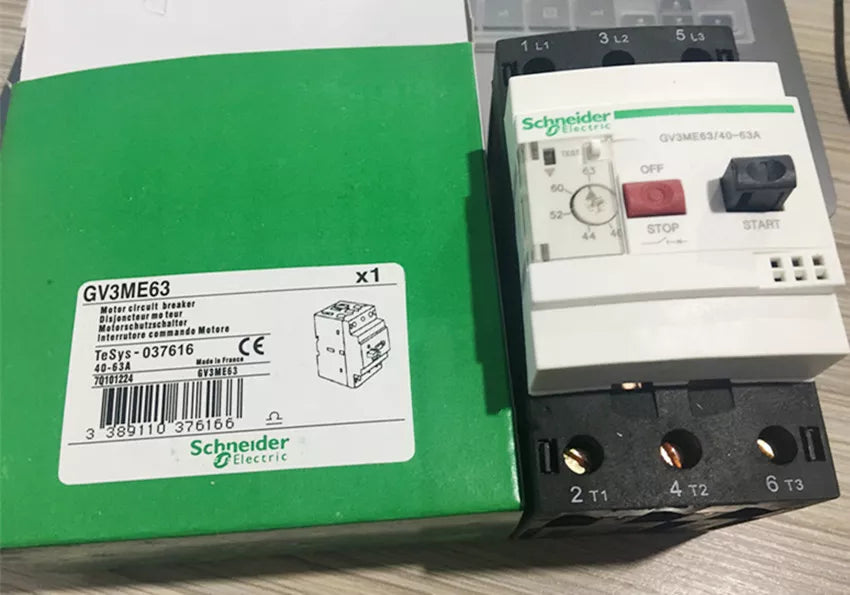 GV3ME63
x1
Motor circuit breaker
Disjoncteur moteur
Motorschutzschalter
Interrutore commando Motore
TeSys - 037616
CE
40-63A
Made in France
70101224
GV3ME63
3 389110 376166
Schneider
Electric
1 L1
3 L2
5 L3
Schneider
Electric
GV3ME63/40-63A
TEST
63
60
52
44
46
OFF
STOP
START
2 T1
4 T2
6 T3